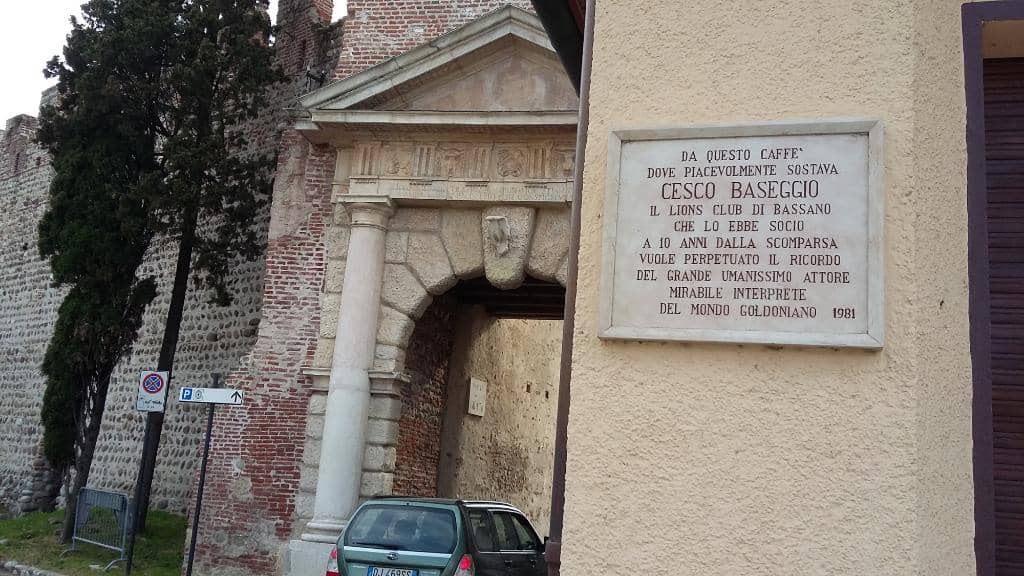 DA QUESTO CAFFE'
DOVE PIACEVOLMENTE SOSTAVA
CESCO BASEGGIO
IL LIONS CLUB DI BASSANO
CHE LO EBBE SOCIO
A 10 ANNI DALLA SCOMPARSA
VUOLE PERPETUATO IL RICORDO
DEL GRANDE UMANISSIMO ATTORE
MIRABILE INTERPRETE
DEL MONDO GOLDONIANO 1981
P